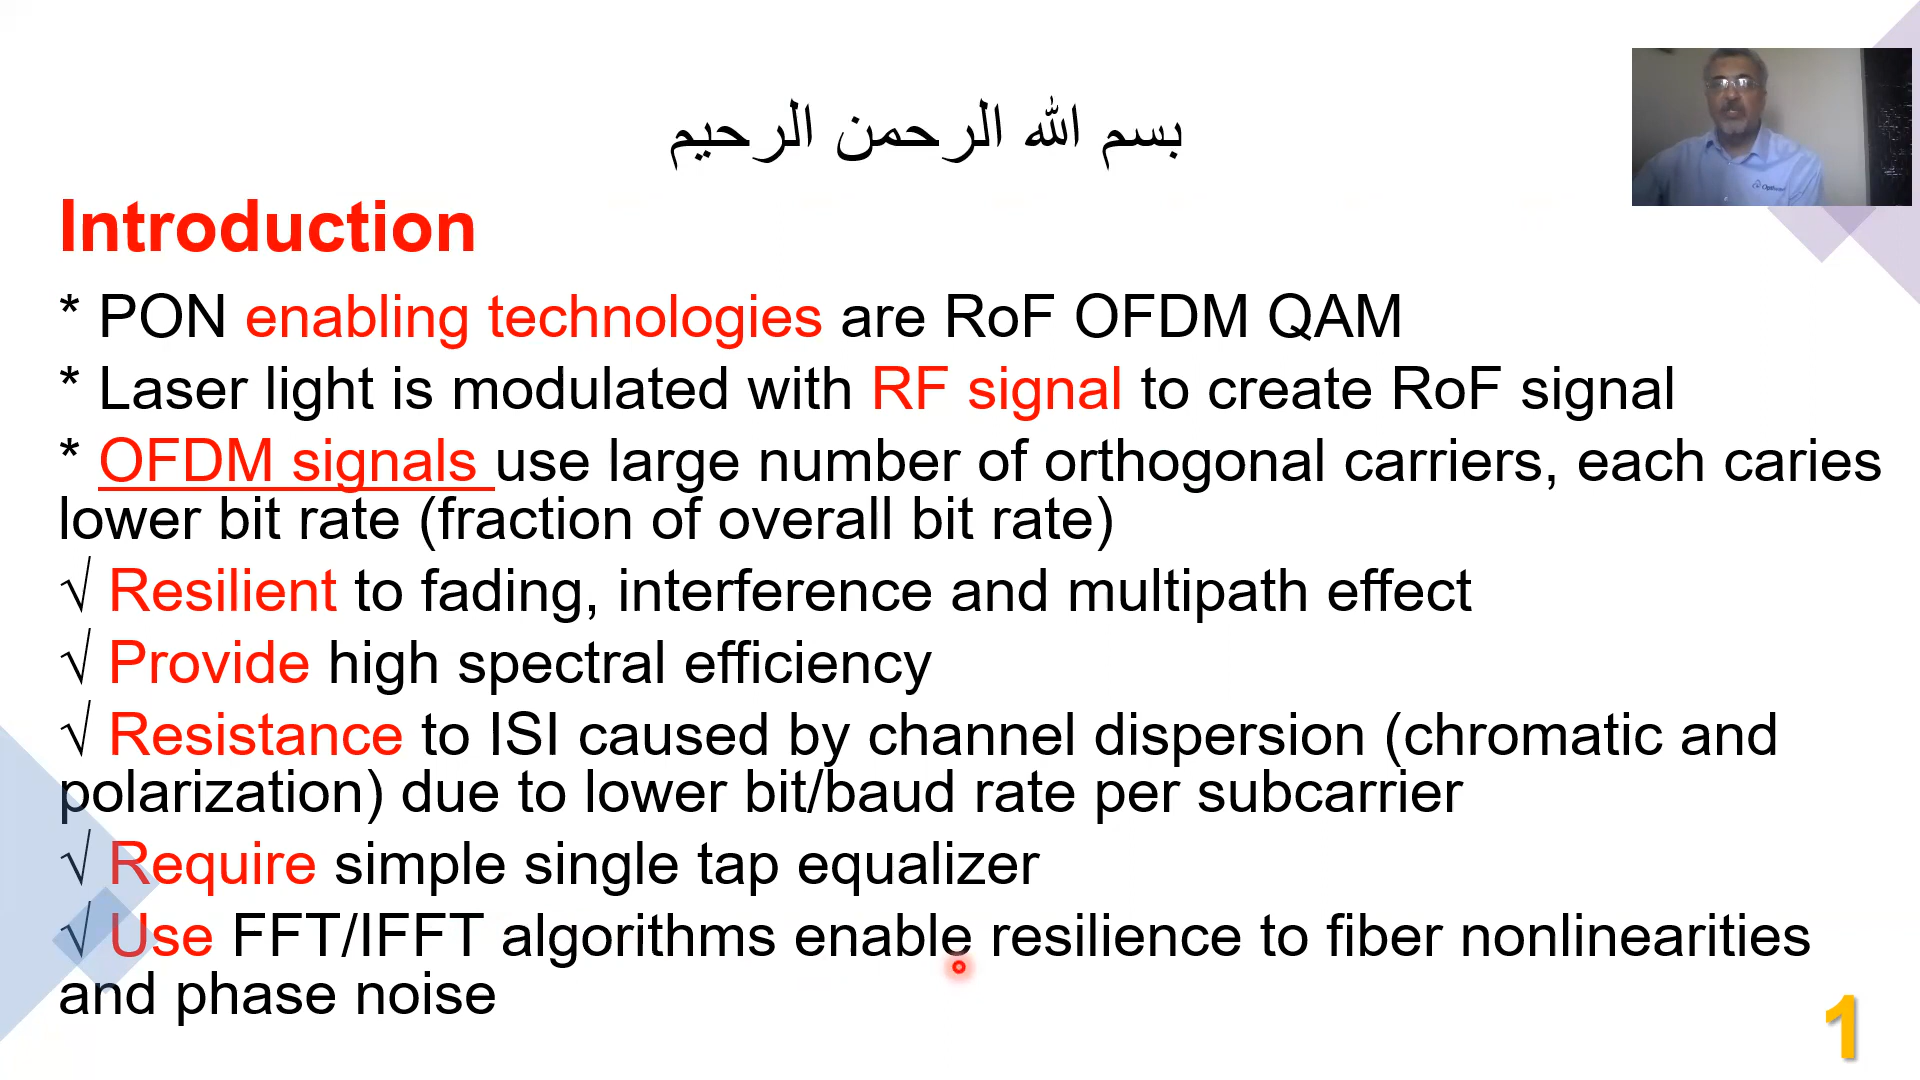 بسم الله الرحمن الرحيم
Introduction
* PON enabling technologies are RoF OFDM QAM
* Laser light is modulated with RF signal to create RoF signal
* OFDM signals use large number of orthogonal carriers, each caries
lower bit rate (fraction of overall bit rate)
√ Resilient to fading, interference and multipath effect
√ Provide high spectral efficiency
√ Resistance to ISI caused by channel dispersion (chromatic and
polarization) due to lower bit/baud rate per subcarrier
√ Require simple single tap equalizer
√ Use FFT/IFFT algorithms enable resilience to fiber nonlinearities
and phase noise
1